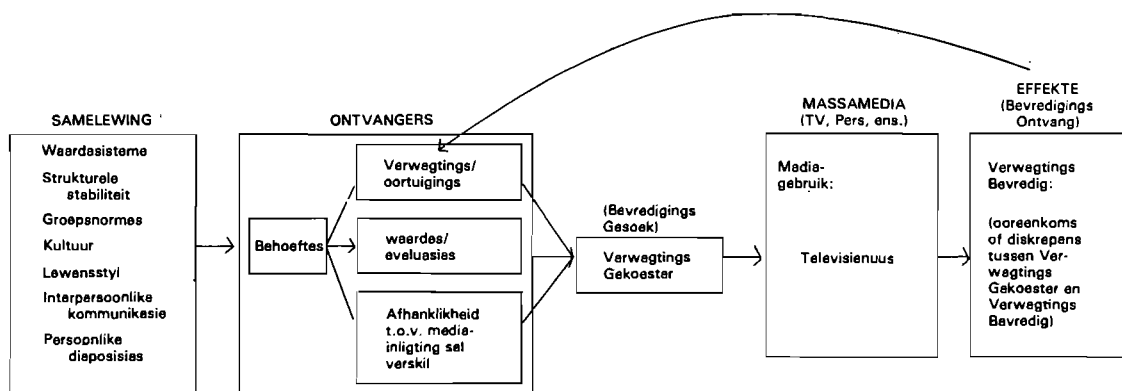 SAMELEWING
Waardasisteme
Strukturele
stabiliteit
Groepsnormes
Kultuur
Lewensstyl
Interpersoonlike
kommunikasie
Persoonlike
disposisies
ONTVANGERS
Behoeftes
Verwagtings/
oortuigings
waardes/
evaluasies
Afhanklikheid
t.o.v. media-
inligting sal
verskil
(Bevredigings
Gesoek)
Verwagtings
Gekoester
MASSAMEDIA
(TV, Pers, ens.)
Media-
gebruik:
Televisienuus
EFFEKTE
(Bevredigings
Ontvang)
Verwagtings
Bevredig:
(ooreenkoms
of diskrepans
tussen Ver-
wagtings
Gekoester en
Verwagtings
Bevredig)